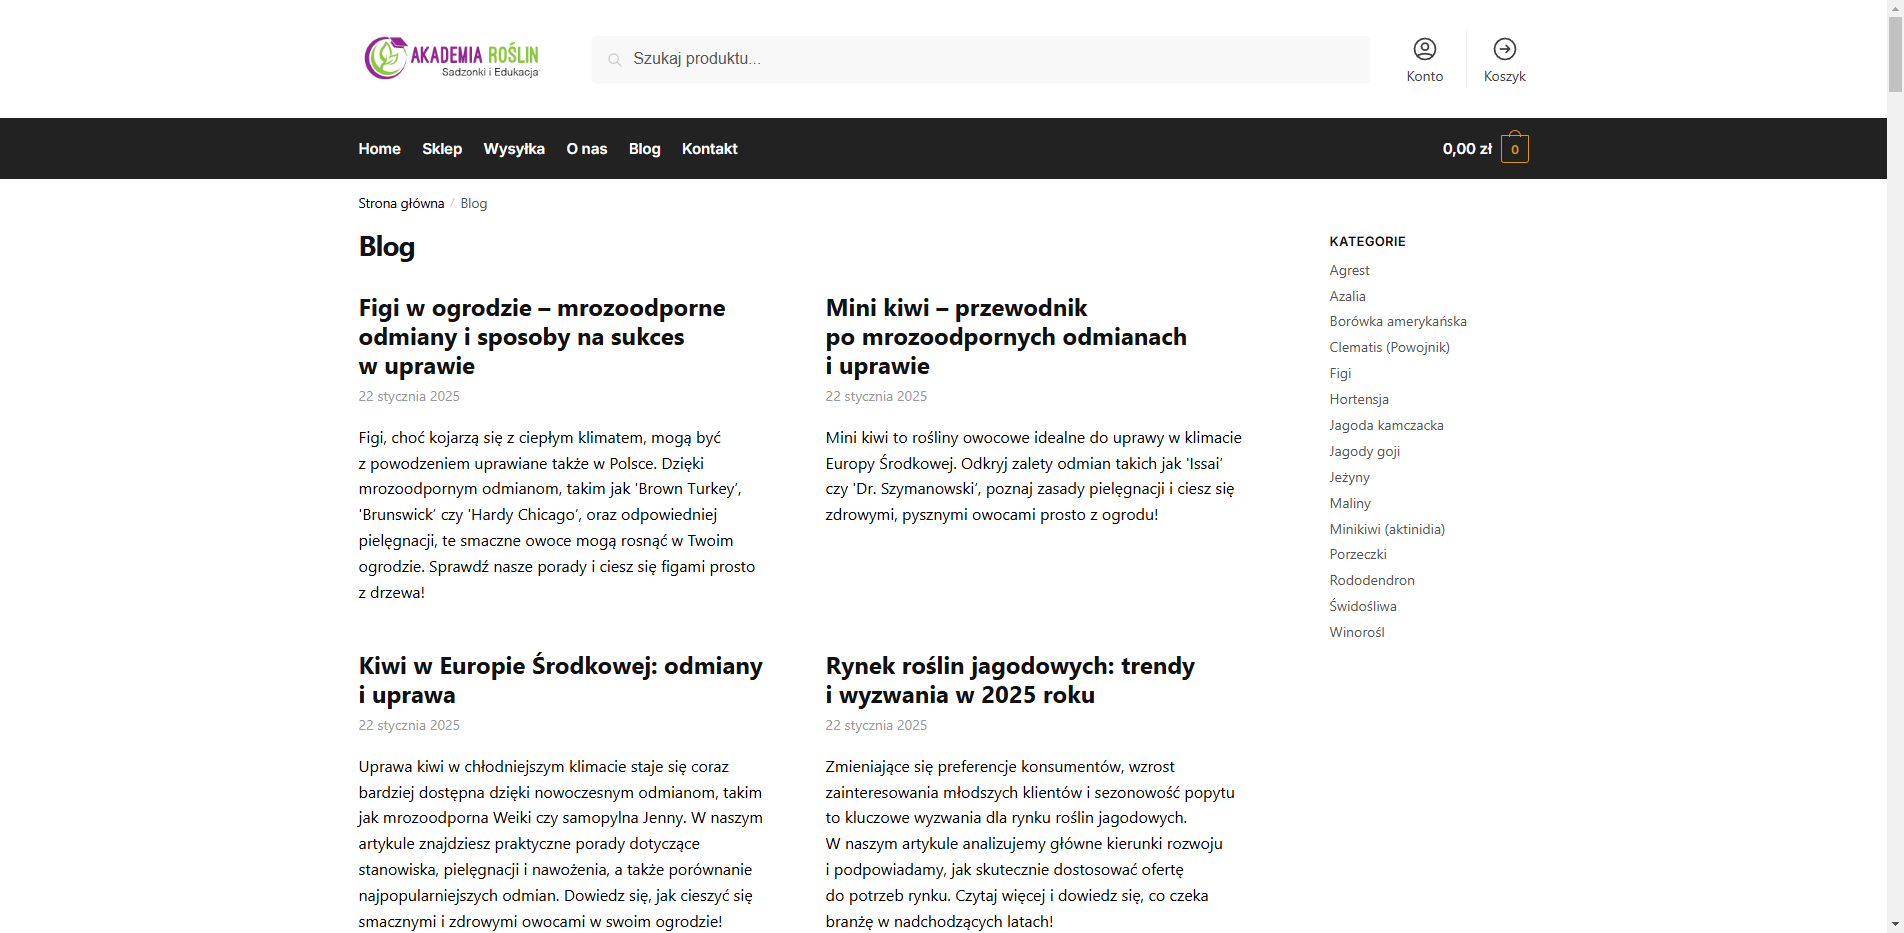 AKADEMIA ROŚLIN
Sadzonki i Edukacja
Szukaj produktu...
Konto
Koszyk
Home
Sklep
Wysyłka
O nas
Blog
Kontakt
0,00 zł
0
Strona główna / Blog
Blog
Figi w ogrodzie – mrozoodporne
odmiany i sposoby na sukces
w uprawie
22 stycznia 2025
Figi, choć kojarzą się z ciepłym klimatem, mogą być
z powodzeniem uprawiane także w Polsce. Dzięki
mrozoodpornym odmianom, takim jak 'Brown Turkey’,
'Brunswick’ czy 'Hardy Chicago’, oraz odpowiedniej
pielęgnacji, te smaczne owoce mogą rosnąć w Twoim
ogrodzie. Sprawdź nasze porady i ciesz się figami prosto
z drzewa!
Mini kiwi – przewodnik
po mrozoodpornych odmianach
i uprawie
22 stycznia 2025
Mini kiwi to rośliny owocowe idealne do uprawy w klimacie
Europy Środkowej. Odkryj zalety odmian takich jak 'Issai’
czy 'Dr. Szymanowski’, poznaj zasady pielęgnacji i ciesz się
zdrowymi, pysznymi owocami prosto z ogrodu!
Kiwi w Europie Środkowej: odmiany
i uprawa
22 stycznia 2025
Uprawa kiwi w chłodniejszym klimacie staje się coraz
bardziej dostępna dzięki nowoczesnym odmianom, takim
jak mrozoodporna Weiki czy samopylna Jenny. W naszym
artykule znajdziesz praktyczne porady dotyczące
stanowiska, pielęgnacji i nawożenia, a także porównanie
najpopularniejszych odmian. Dowiedz się, jak cieszyć się
smacznymi i zdrowymi owocami w swoim ogrodzie!
Rynek roślin jagodowych: trendy
i wyzwania w 2025 roku
22 stycznia 2025
Zmieniające się preferencje konsumentów, wzrost
zainteresowania młodszych klientów i sezonowość popytu
to kluczowe wyzwania dla rynku roślin jagodowych.
W naszym artykule analizujemy główne kierunki rozwoju
i podpowiadamy, jak skutecznie dostosować ofertę
do potrzeb rynku. Czytaj więcej i dowiedz się, co czeka
branżę w nadchodzących latach!
KATEGORIE
Agrest
Azalia
Borówka amerykańska
Clematis (Powojnik)
Figi
Hortensja
Jagoda kamczacka
Jagody goji
Jeżyny
Maliny
Minikiwi (aktinidia)
Porzeczki
Rododendron
Świdośliwa
Winorośl